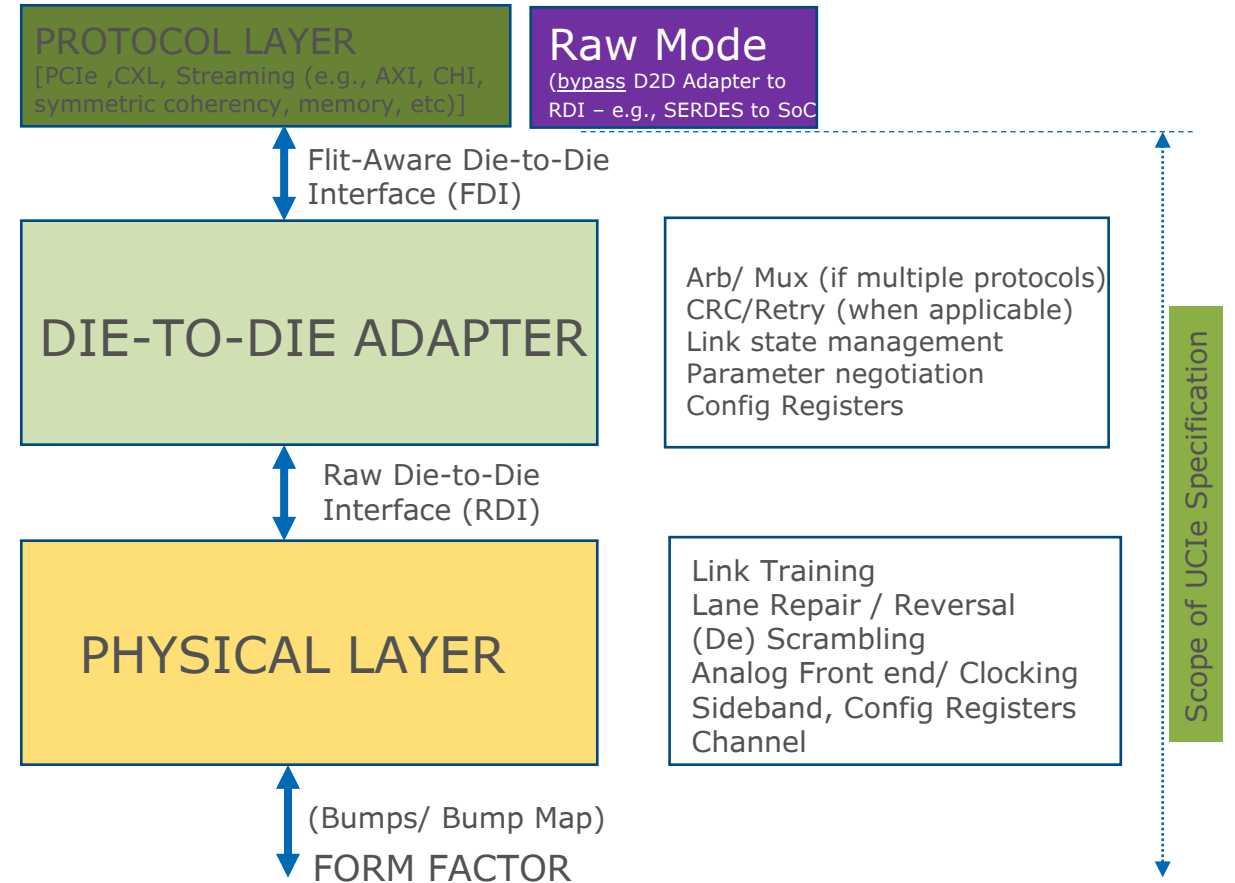 PROTOCOL LAYER
[PCIe ,CXL, Streaming (e.g., AXI, CHI,
symmetric coherency, memory, etc)]
Raw Mode
(bypass D2D Adapter to
RDI – e.g., SERDES to SoC
Flit-Aware Die-to-Die
Interface (FDI)
DIE-TO-DIE ADAPTER
Arb/ Mux (if multiple protocols)
CRC/Retry (when applicable)
Link state management
Parameter negotiation
Config Registers
Raw Die-to-Die
Interface (RDI)
PHYSICAL LAYER
Link Training
Lane Repair / Reversal
(De) Scrambling
Analog Front end/ Clocking
Sideband, Config Registers
Channel
(Bumps/ Bump Map)
FORM FACTOR
Scope of UCIe Specification